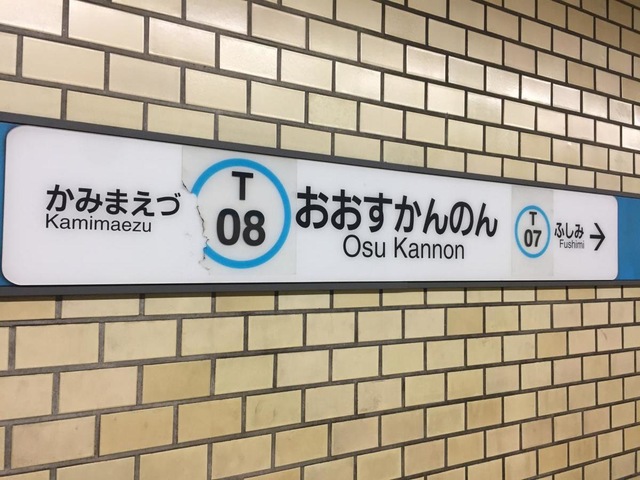 かみまえづ
Kamimaezu
T
08
おおすかんのん
Osu Kannon
T
07
ふしみ
Fushimi
→